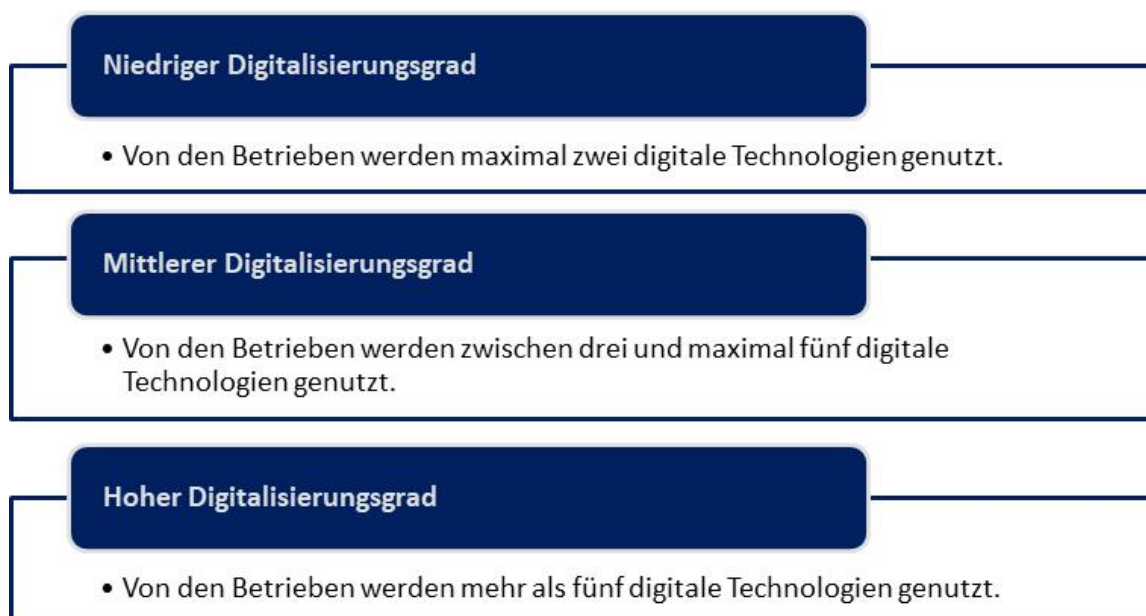 Niedriger Digitalisierungsgrad
• Von den Betrieben werden maximal zwei digitale Technologien genutzt.
Mittlerer Digitalisierungsgrad
• Von den Betrieben werden zwischen drei und maximal fünf digitale
Technologien genutzt.
Hoher Digitalisierungsgrad
• Von den Betrieben werden mehr als fünf digitale Technologien genutzt.